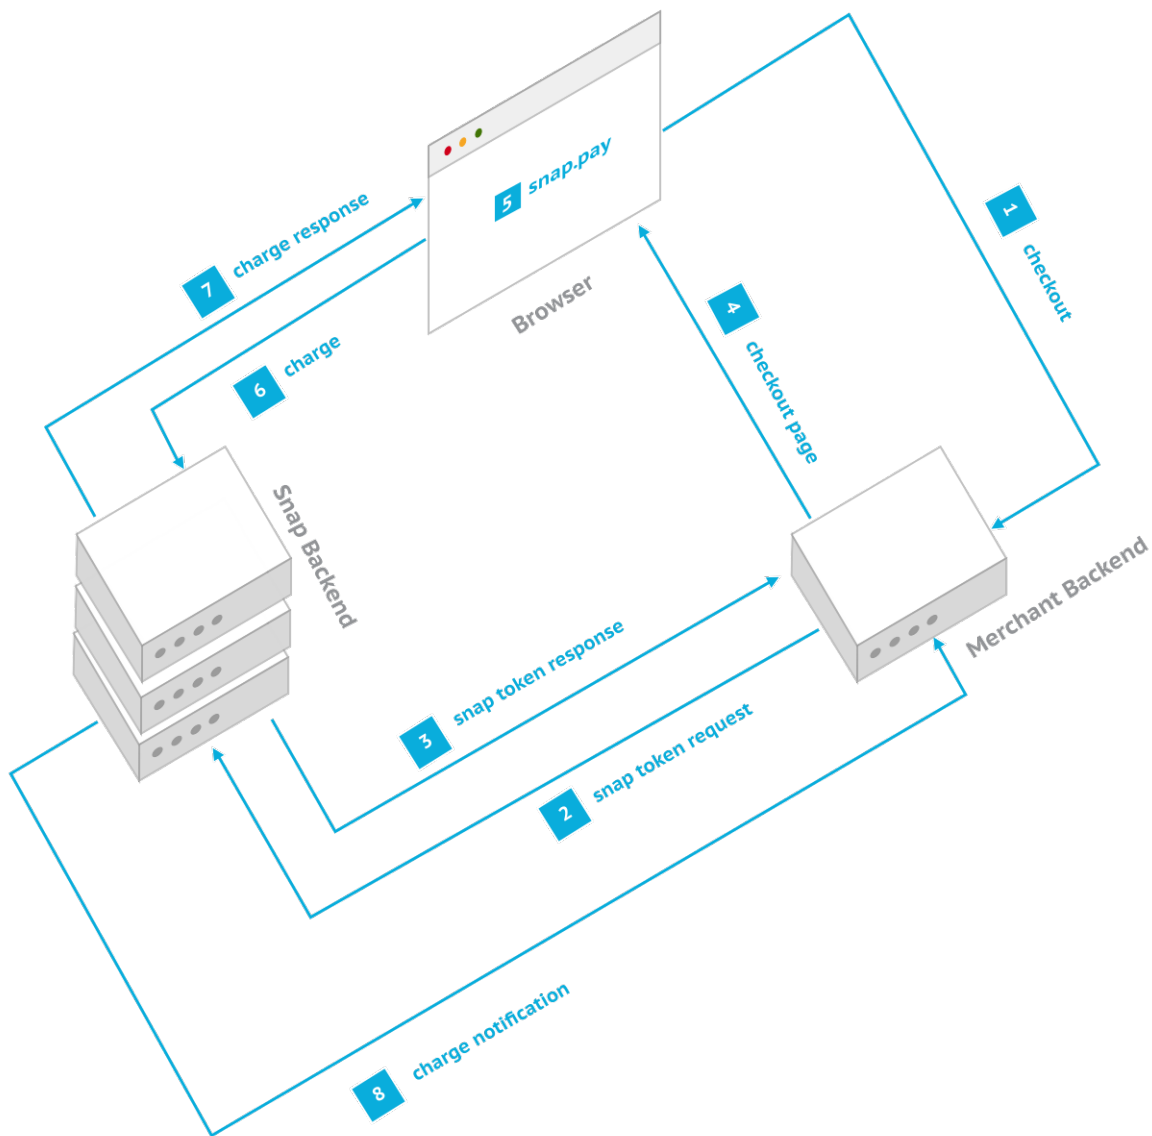 5 snap.pay
Browser
1 checkout
7 charge response
6 charge
4 checkout page
Snap Backend
Merchant Backend
3 snap token response
2 snap token request
8 charge notification